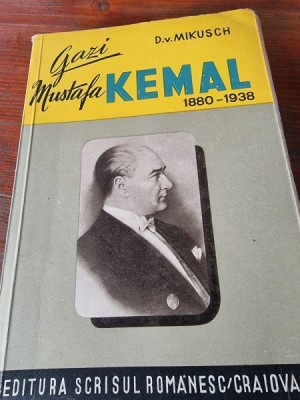 D.v.MIKUSCH
Gazi
Mustafa KEMAL
1880-1938
EDITURA SCRISUL ROMÂNESC/CRAIOVA